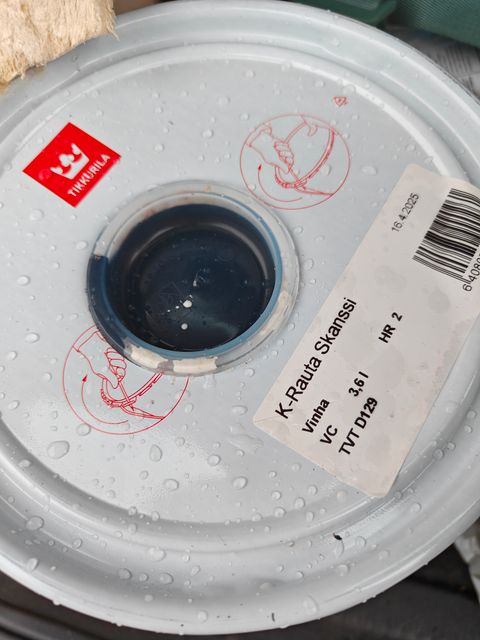 TIKKURILA
16.4.2025
K-Rauta Skanssi
Vinha 3,6 l HR 2
VC
TVT D129